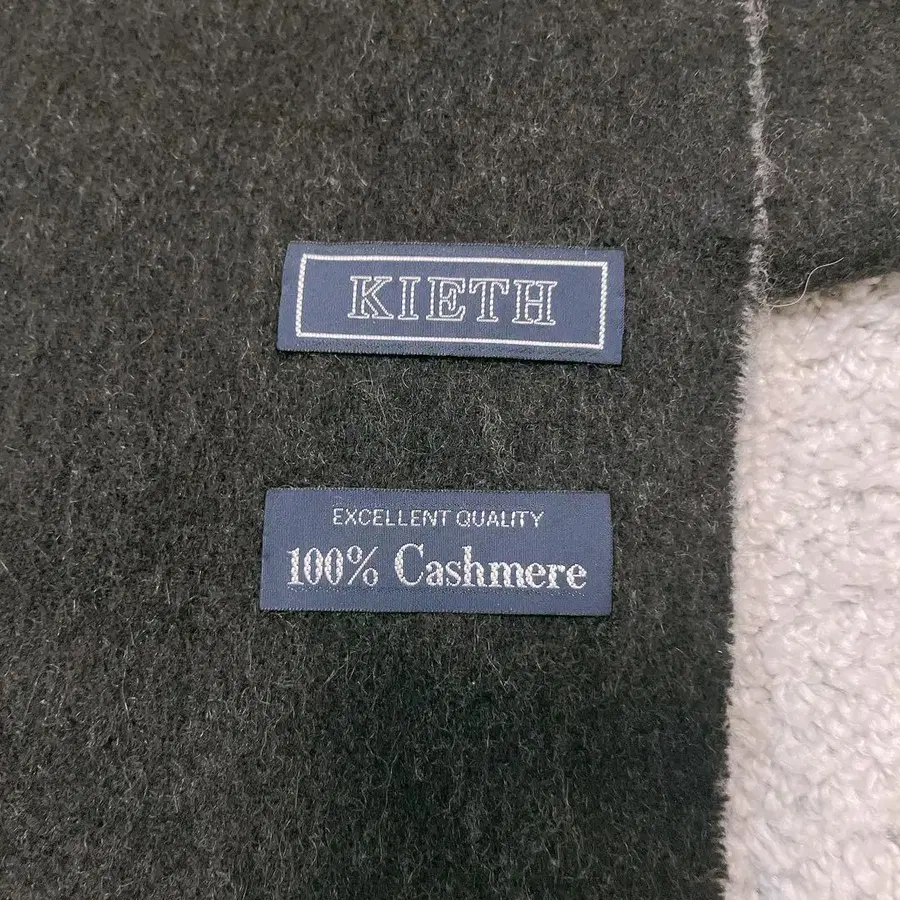 KIETH
EXCELLENT QUALITY
100% Cashmere